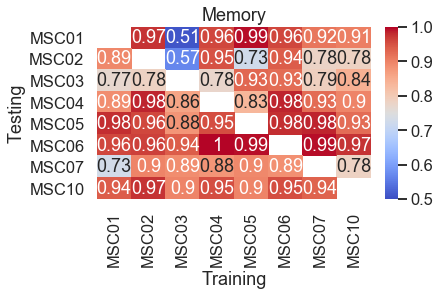 Memory
MSC01 0.97 0.51 0.96 0.99 0.96 0.92 0.91
MSC02 0.89 0.57 0.95 0.73 0.94 0.78 0.78
MSC03 0.77 0.78 0.78 0.93 0.93 0.79 0.84
MSC04 0.89 0.98 0.86 0.83 0.98 0.93 0.9
MSC05 0.98 0.96 0.88 0.95 0.98 0.98 0.93
MSC06 0.96 0.96 0.94 1 0.99 0.99 0.97
MSC07 0.73 0.9 0.89 0.88 0.9 0.89 0.78
MSC10 0.94 0.97 0.9 0.95 0.9 0.95 0.94
MSC01 MSC02 MSC03 MSC04 MSC05 MSC06 MSC07 MSC10
Training
Testing
1.0
0.9
0.8
0.7
0.6
0.5